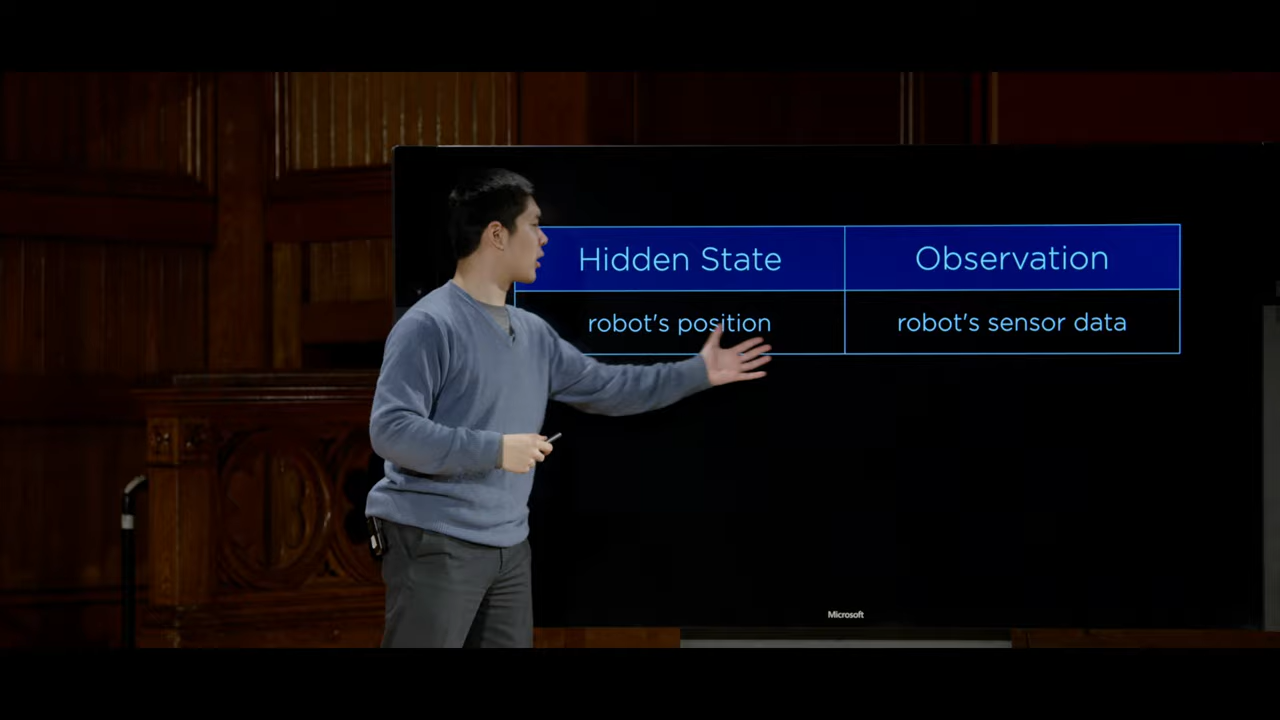 Hidden State
Observation
robot's position
robot's sensor data
Microsoft